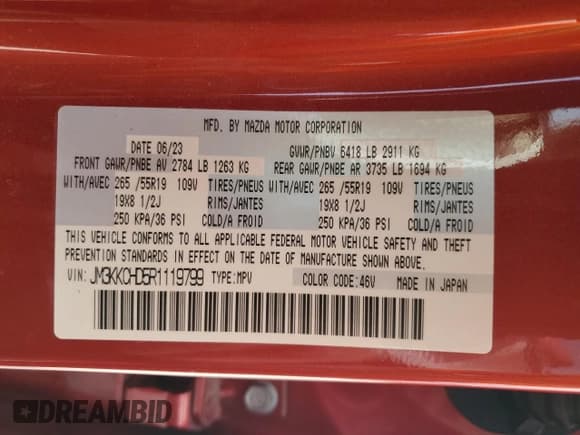 MFD. BY MAZDA MOTOR CORPORATION
DATE 06/23 GVWR/PNBV 6418 LB 2911 KG
FRONT GAWR/PNBE AV 2784 LB 1263 KG REAR GAWR/PNBE AR 3735 LB 1694 KG
WITH/AVEC 265 /55R19 109V TIRES/PNEUS WITH/AVEC 265 /55R19 109V TIRES/PNEUS
19X8 1/2J RIMS/JANTES 19X8 1/2J RIMS/JANTES
250 KPA/36 PSI COLD/A FROID 250 KPA/36 PSI COLD/A FROID
THIS VEHICLE CONFORMS TO ALL APPLICABLE FEDERAL MOTOR VEHICLE SAFETY AND THEFT
PREVENTION STANDARDS IN EFFECT ON THE DATE OF MANUFACTURE SHOWN ABOVE.
VIN: JM3KKCHD5R1119799 TYPE:MPV COLOR CODE:46V MADE IN JAPAN
DREAMBID